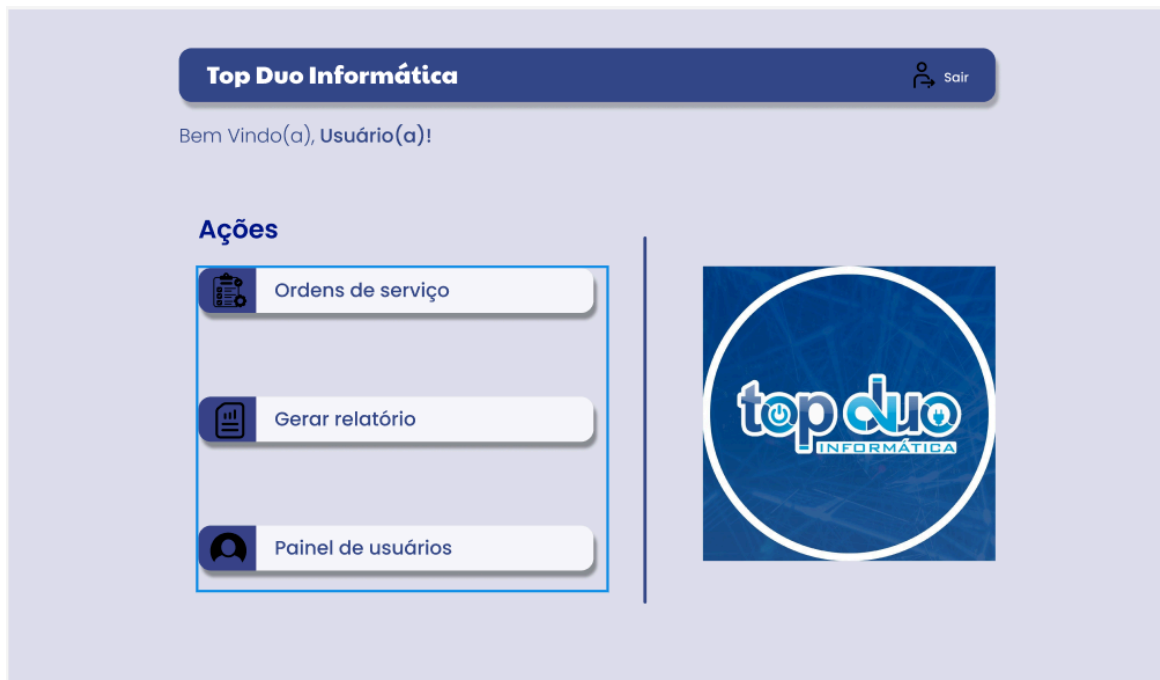 Top Duo Informática
Sair
Bem Vindo(a), Usuário(a)!
Ações
Ordens de serviço
Gerar relatório
Painel de usuários
top duo
INFORMÁTICA